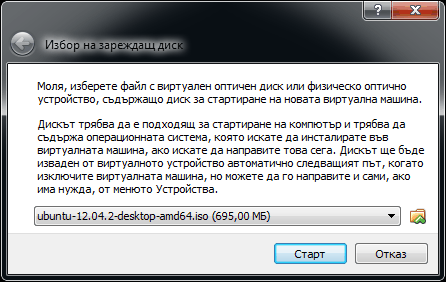 ?
Избор на зареждащ диск
Моля, изберете файл с виртуален оптичен диск или физическо оптично
устройство, съдържащо диск за стартиране на новата виртуална машина.
Дискът трябва да е подходящ за стартиране на компютър и трябва да
съдържа операционната система, която искате да инсталирате във
виртуалната машина, ако искате да направите това сега. Дискът ще бъде
изваден от виртуалното устройство автоматично следващият път, когато
изключите виртуалната машина, но можете да го направите и сами, ако
има нужда, от менюто Устройства.
ubuntu-12.04.2-desktop-amd64.iso (695,00 МБ)
Старт
Отказ